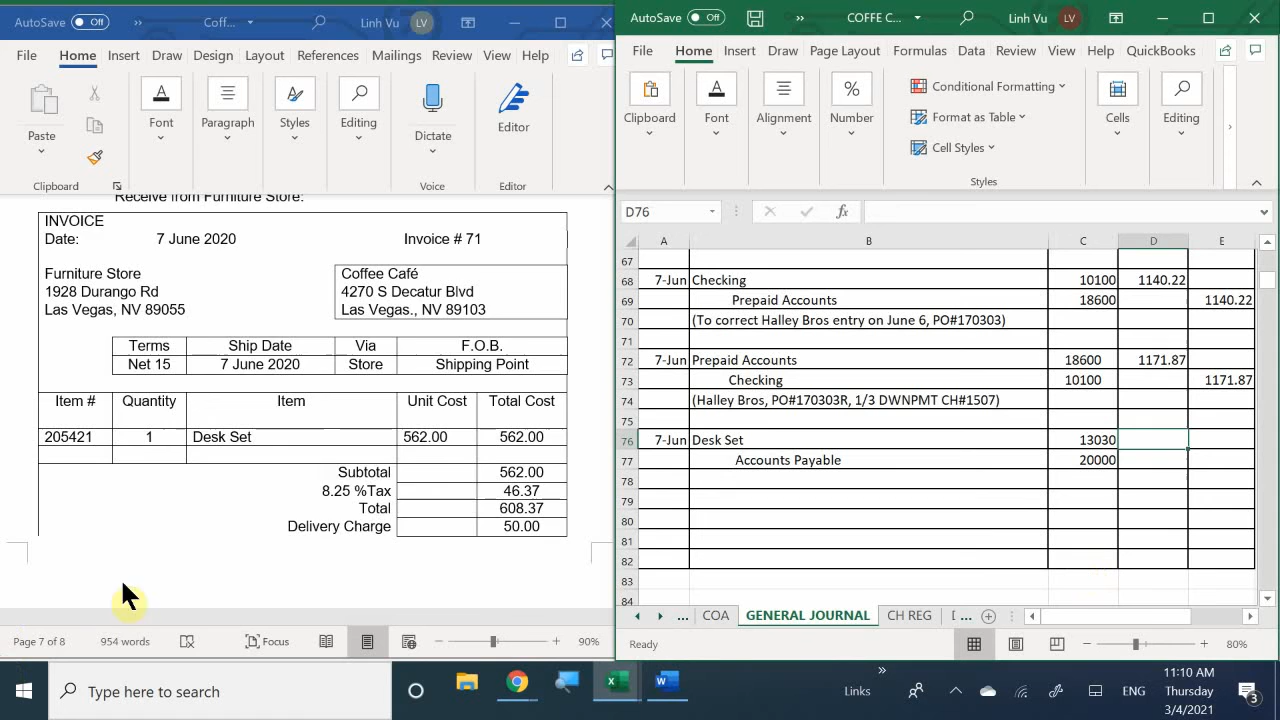 AutoSave Off Coff... Linh Vu LV
File Home Insert Draw Design Layout References Mailings Review View Help
Paste Font Paragraph Styles Editing Dictate Editor
Clipboard Voice Editor
Receive from Furniture Store:
INVOICE
Date: 7 June 2020 Invoice # 71
Furniture Store Coffee Café
1928 Durango Rd 4270 S Decatur Blvd
Las Vegas, NV 89055 Las Vegas., NV 89103
Terms Ship Date Via F.O.B.
Net 15 7 June 2020 Store Shipping Point
Item # Quantity Item Unit Cost Total Cost
205421 1 Desk Set 562.00 562.00
Subtotal 562.00
8.25 %Tax 46.37
Total 608.37
Delivery Charge 50.00
Page 7 of 8 954 words Focus 90%
AutoSave Off COFFE C... Linh Vu LV
File Home Insert Draw Page Layout Formulas Data Review View Help QuickBooks
Clipboard Font Alignment % Number Conditional Formatting Format as Table Cell Styles Cells Editing
Styles
D76 fx
A B C D E
67
68 7-Jun Checking 10100 1140.22
69 Prepaid Accounts 18600 1140.22
70 (To correct Halley Bros entry on June 6, PO#170303)
71
72 7-Jun Prepaid Accounts 18600 1171.87
73 Checking 10100 1171.87
74 (Halley Bros, PO#170303R, 1/3 DWNPMT CH#1507)
75
76 7-Jun Desk Set 13030
77 Accounts Payable 20000
78
79
80
81
82
83
84
... COA GENERAL JOURNAL CH REG ...
Ready 80%
Type here to search Links ENG 11:10 AM
Thursday
3/4/2021 3